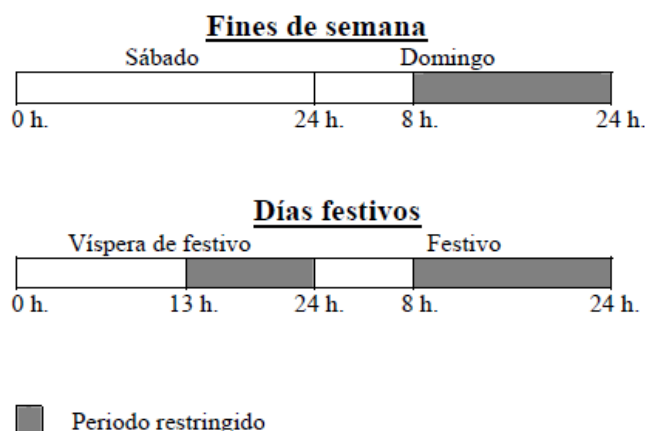 Fines de semana
Sábado Domingo
0 h. 24 h. 8 h. 24 h.
Días festivos
Víspera de festivo Festivo
0 h. 13 h. 24 h. 8 h. 24 h.
Periodo restringido